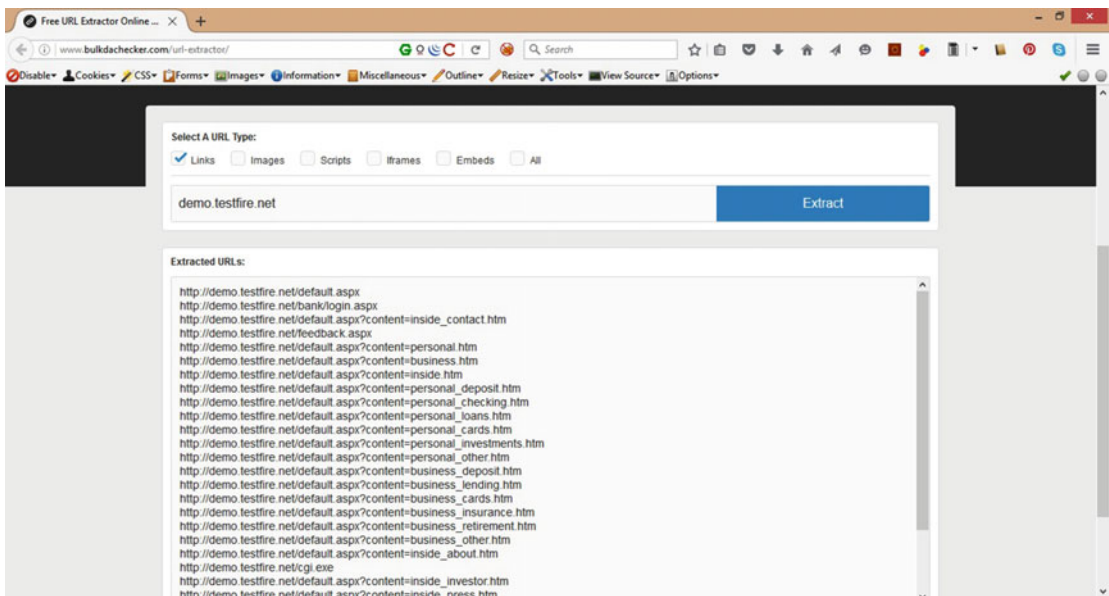 Free URL Extractor Online ...
www.bulkdachecker.com/url-extractor/
Search
Disable Cookies CSS Forms Images Information Miscellaneous Outline Resize Tools View Source Options
Select A URL Type:
Links Images Scripts Iframes Embeds All
demo.testfire.net Extract
Extracted URLs:
http://demo.testfire.net/default.aspx
http://demo.testfire.net/bank/login.aspx
http://demo.testfire.net/default.aspx?content=inside_contact.htm
http://demo.testfire.net/feedback.aspx
http://demo.testfire.net/default.aspx?content=personal.htm
http://demo.testfire.net/default.aspx?content=business.htm
http://demo.testfire.net/default.aspx?content=inside.htm
http://demo.testfire.net/default.aspx?content=personal_deposit.htm
http://demo.testfire.net/default.aspx?content=personal_checking.htm
http://demo.testfire.net/default.aspx?content=personal_loans.htm
http://demo.testfire.net/default.aspx?content=personal_cards.htm
http://demo.testfire.net/default.aspx?content=personal_investments.htm
http://demo.testfire.net/default.aspx?content=personal_other.htm
http://demo.testfire.net/default.aspx?content=business_deposit.htm
http://demo.testfire.net/default.aspx?content=business_lending.htm
http://demo.testfire.net/default.aspx?content=business_cards.htm
http://demo.testfire.net/default.aspx?content=business_insurance.htm
http://demo.testfire.net/default.aspx?content=business_retirement.htm
http://demo.testfire.net/default.aspx?content=business_other.htm
http://demo.testfire.net/default.aspx?content=inside_about.htm
http://demo.testfire.net/cgi.exe
http://demo.testfire.net/default.aspx?content=inside_investor.htm
http://demo.testfire.net/default.aspx?content=inside_press.htm